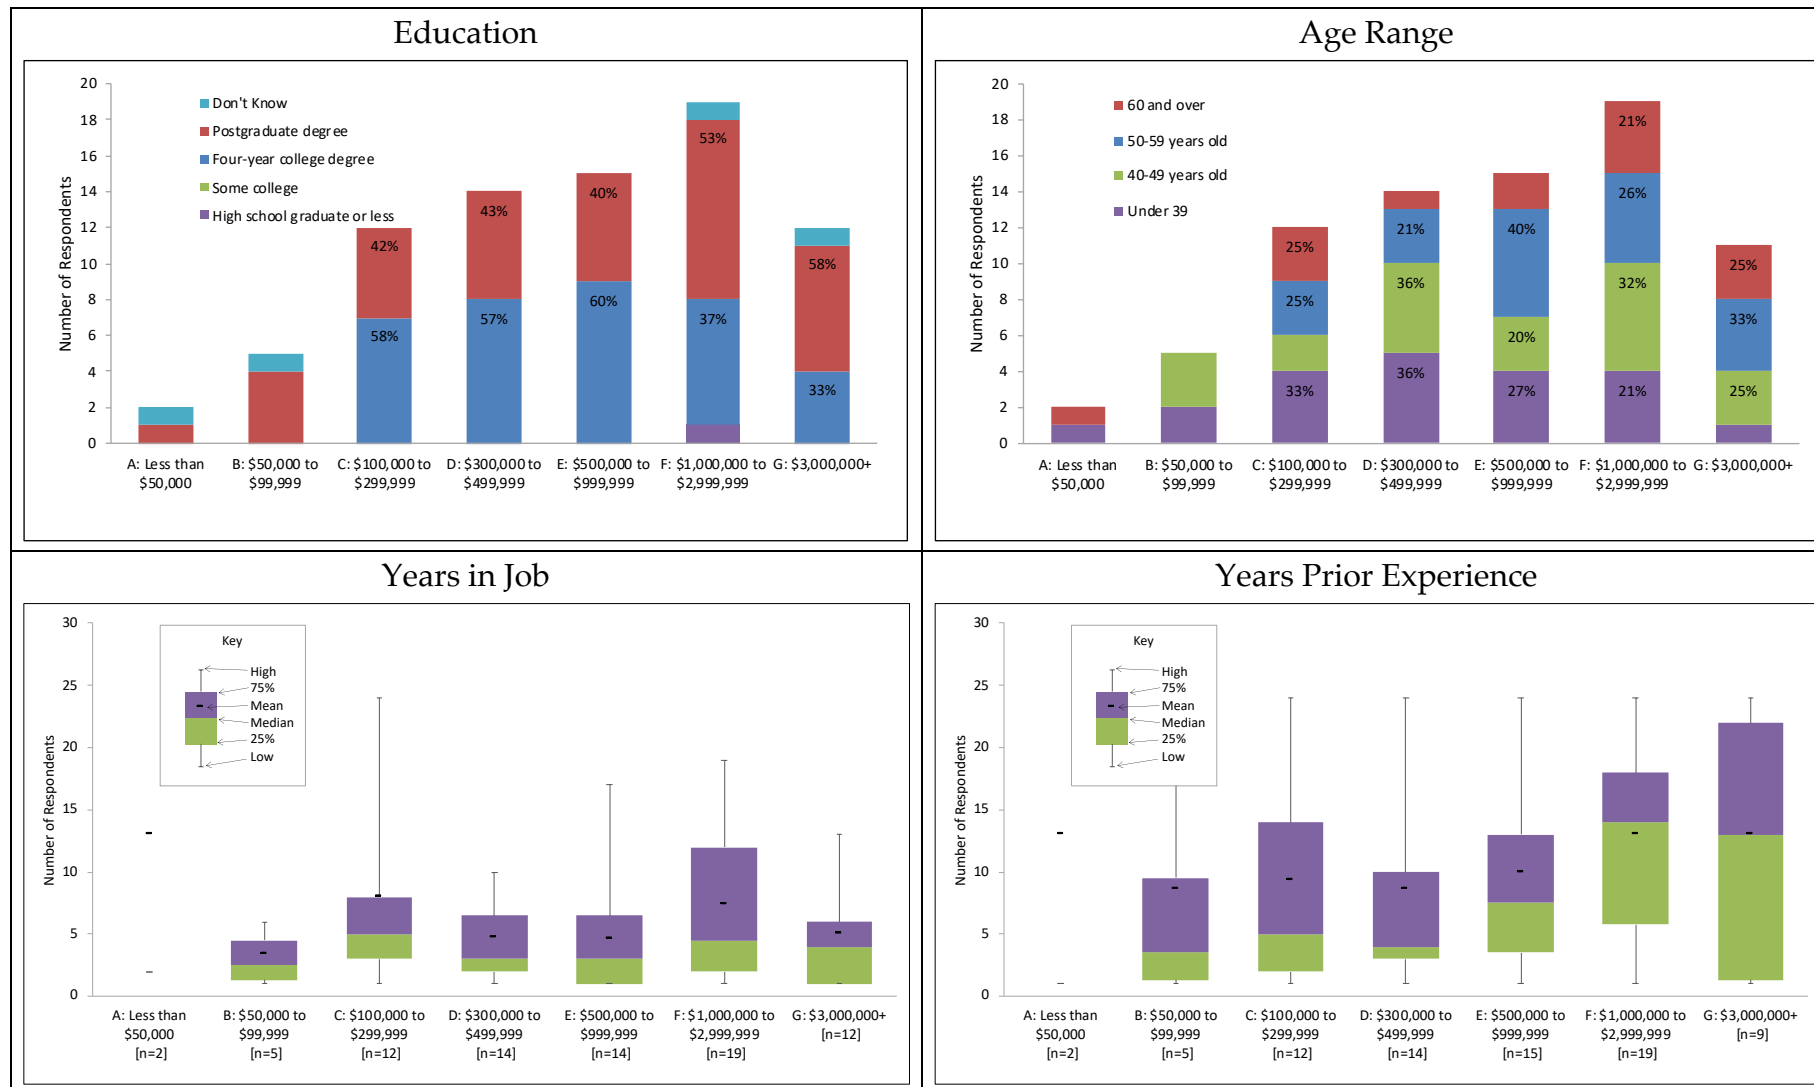 Education
20
18
16
14
12
10
8
6
4
2
0
Number of Respondents
Don't Know
Postgraduate degree
Four-year college degree
Some college
High school graduate or less
42%
58%
43%
57%
40%
60%
53%
37%
58%
33%
A: Less than
$50,000
B: $50,000 to
$99,999
C: $100,000 to
$299,999
D: $300,000 to
$499,999
E: $500,000 to
$999,999
F: $1,000,000 to
$2,999,999
G: $3,000,000+
Age Range
20
18
16
14
12
10
8
6
4
2
0
Number of Respondents
60 and over
50-59 years old
40-49 years old
Under 39
25%
25%
33%
21%
36%
36%
40%
20%
27%
21%
26%
32%
21%
25%
33%
25%
A: Less than
$50,000
B: $50,000 to
$99,999
C: $100,000 to
$299,999
D: $300,000 to
$499,999
E: $500,000 to
$999,999
F: $1,000,000 to
$2,999,999
G: $3,000,000+
Years in Job
30
25
20
15
10
5
0
Number of Respondents
Key
High
75%
Mean
Median
25%
Low
A: Less than
$50,000
[n=2]
B: $50,000 to
$99,999
[n=5]
C: $100,000 to
$299,999
[n=12]
D: $300,000 to
$499,999
[n=14]
E: $500,000 to
$999,999
[n=14]
F: $1,000,000 to
$2,999,999
[n=19]
G: $3,000,000+
[n=12]
Years Prior Experience
30
25
20
15
10
5
0
Number of Respondents
Key
High
75%
Mean
Median
25%
Low
A: Less than
$50,000
[n=2]
B: $50,000 to
$99,999
[n=5]
C: $100,000 to
$299,999
[n=12]
D: $300,000 to
$499,999
[n=14]
E: $500,000 to
$999,999
[n=15]
F: $1,000,000 to
$2,999,999
[n=19]
G: $3,000,000+
[n=9]